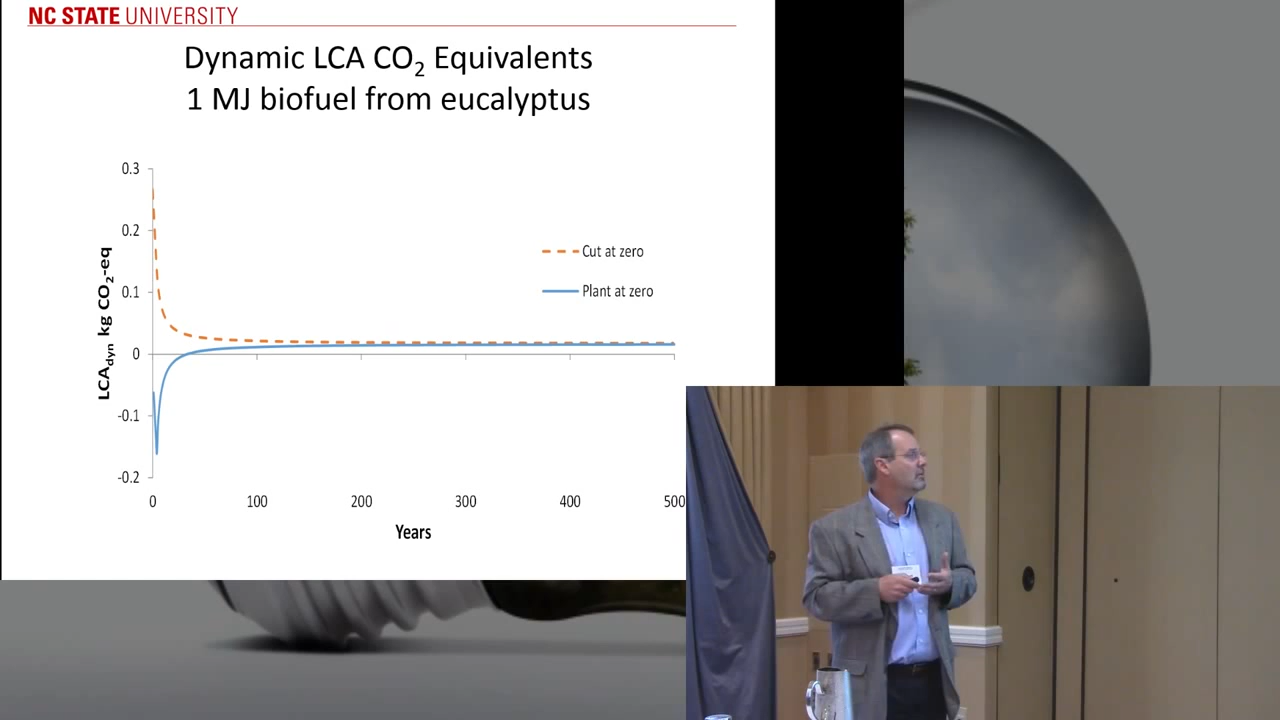 NC STATE UNIVERSITY
Dynamic LCA CO₂ Equivalents
1 MJ biofuel from eucalyptus
0.3
0.2
0.1
0
-0.1
-0.2
LCAdyn kg CO₂-eq
Cut at zero
Plant at zero
0 100 200 300 400 500
Years